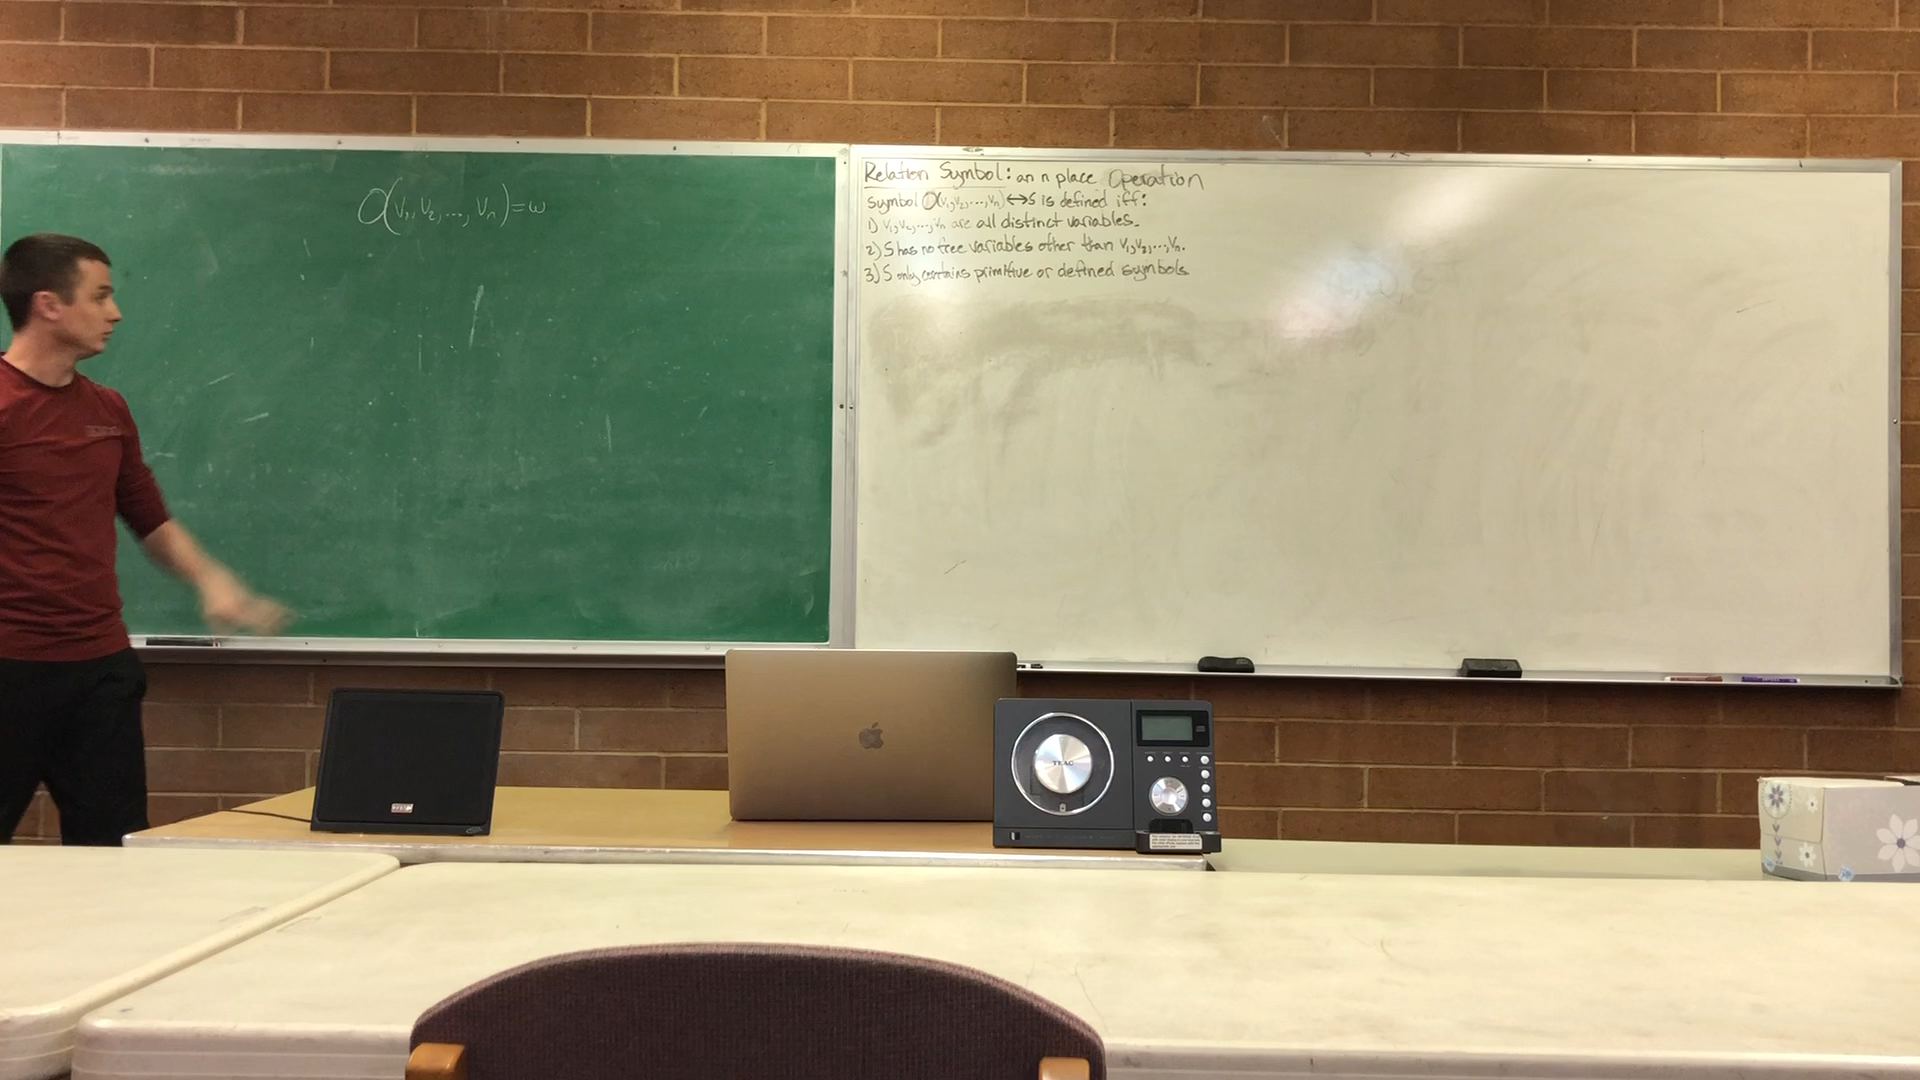 O(v₁, v₂, ..., vₙ) = w
Relation Symbol: an n place Operation
symbol O(v₁, v₂, ..., vₙ) ↔ S is defined iff:
1) v₁, v₂, ..., vₙ are all distinct variables.
2) S has no free variables other than v₁, v₂, ..., vₙ.
3) S only contains primitive or defined symbols
TEAC